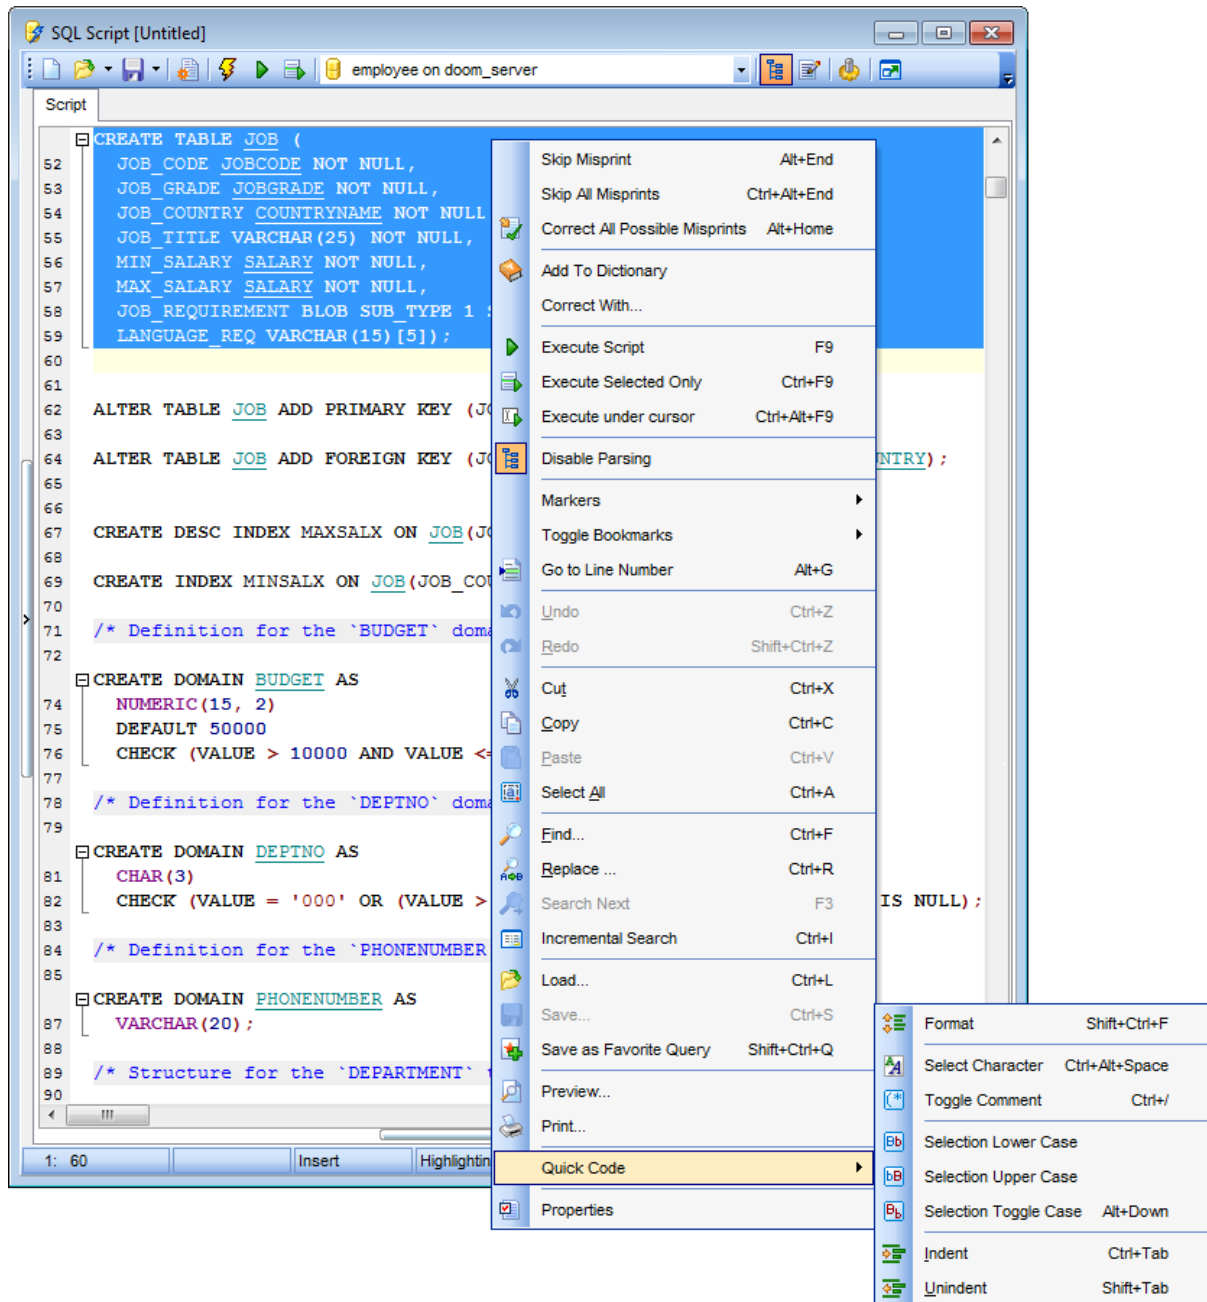 SQL Script [Untitled]
employee on doom_server
Script
CREATE TABLE JOB (
52 JOB_CODE JOBCODE NOT NULL,
53 JOB_GRADE JOBGRADE NOT NULL,
54 JOB_COUNTRY COUNTRYNAME NOT NULL
55 JOB_TITLE VARCHAR(25) NOT NULL,
56 MIN_SALARY SALARY NOT NULL,
57 MAX_SALARY SALARY NOT NULL,
58 JOB_REQUIREMENT BLOB SUB_TYPE 1
59 LANGUAGE_REQ VARCHAR(15)[5]);
60
61
62 ALTER TABLE JOB ADD PRIMARY KEY (JO
63
64 ALTER TABLE JOB ADD FOREIGN KEY (JO NTRY);
65
66
67 CREATE DESC INDEX MAXSALX ON JOB(JO
68
69 CREATE INDEX MINSALX ON JOB(JOB_COU
70
71 /* Definition for the `BUDGET` doma
72
CREATE DOMAIN BUDGET AS
74 NUMERIC(15, 2)
75 DEFAULT 50000
76 CHECK (VALUE > 10000 AND VALUE <=
77
78 /* Definition for the `DEPTNO` doma
79
CREATE DOMAIN DEPTNO AS
81 CHAR(3)
82 CHECK (VALUE = '000' OR (VALUE > IS NULL);
83
84 /* Definition for the `PHONENUMBER
85
CREATE DOMAIN PHONENUMBER AS
87 VARCHAR(20);
88
89 /* Structure for the `DEPARTMENT` t
90
1: 60 Insert Highlightin
Skip Misprint Alt+End
Skip All Misprints Ctrl+Alt+End
Correct All Possible Misprints Alt+Home
Add To Dictionary
Correct With...
Execute Script F9
Execute Selected Only Ctrl+F9
Execute under cursor Ctrl+Alt+F9
Disable Parsing
Markers
Toggle Bookmarks
Go to Line Number Alt+G
Undo Ctrl+Z
Redo Shift+Ctrl+Z
Cut Ctrl+X
Copy Ctrl+C
Paste Ctrl+V
Select All Ctrl+A
Find... Ctrl+F
Replace ... Ctrl+R
Search Next F3
Incremental Search Ctrl+I
Load... Ctrl+L
Save... Ctrl+S
Save as Favorite Query Shift+Ctrl+Q
Preview...
Print...
Quick Code
Properties
Format Shift+Ctrl+F
Select Character Ctrl+Alt+Space
Toggle Comment Ctrl+/
Selection Lower Case
Selection Upper Case
Selection Toggle Case Alt+Down
Indent Ctrl+Tab
Unindent Shift+Tab